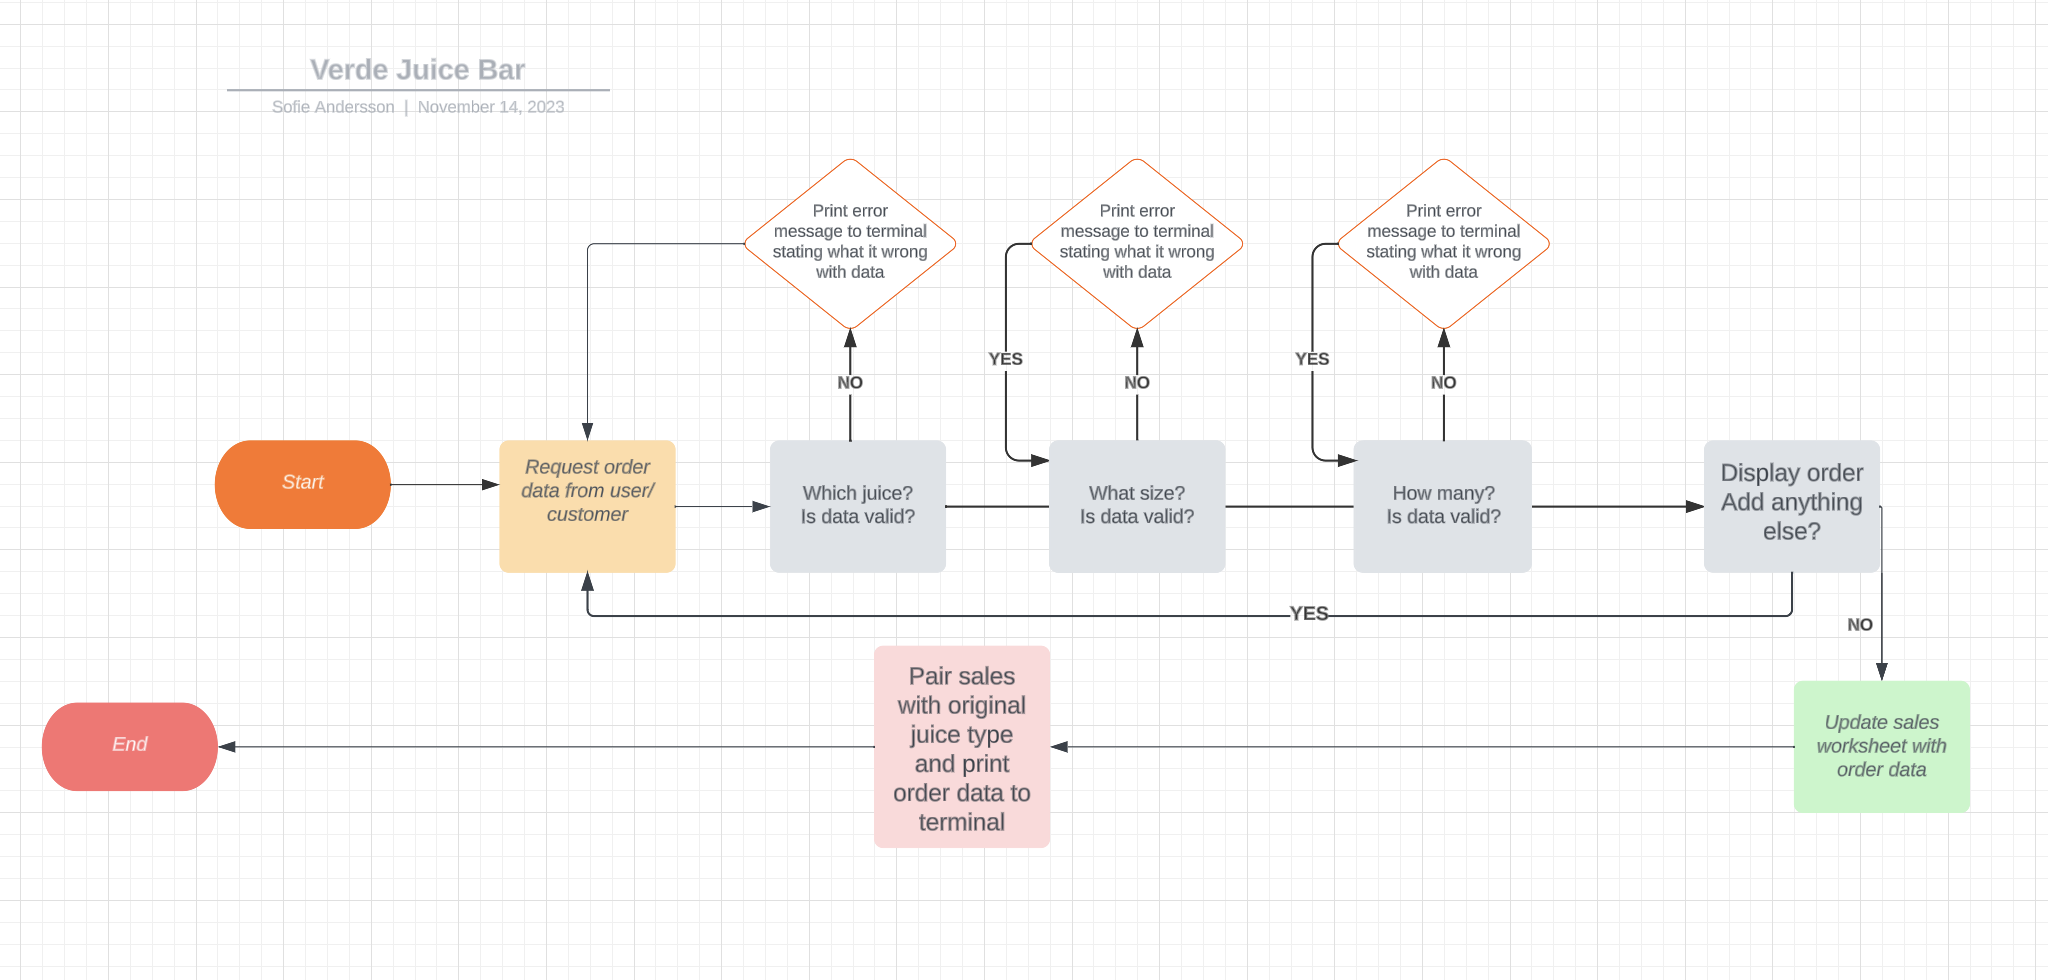 Verde Juice Bar
Sofie Andersson | November 14, 2023
Print error
message to terminal
stating what it wrong
with data
Print error
message to terminal
stating what it wrong
with data
Print error
message to terminal
stating what it wrong
with data
YES
YES
NO
NO
NO
Start
Request order
data from user/
customer
Which juice?
Is data valid?
What size?
Is data valid?
How many?
Is data valid?
Display order
Add anything
else?
YES
NO
End
Pair sales
with original
juice type
and print
order data to
terminal
Update sales
worksheet with
order data